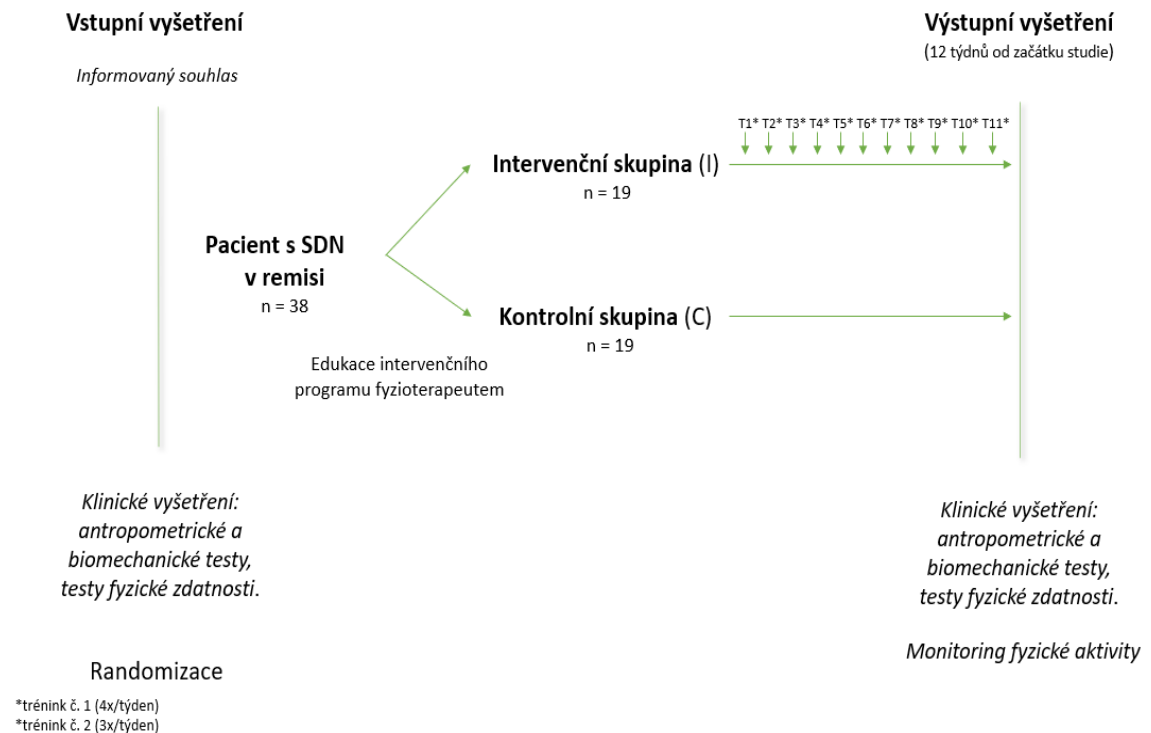 Vstupní vyšetření
Informovaný souhlas
Výstupní vyšetření
(12 týdnů od začátku studie)
T1* T2* T3* T4* T5* T6* T7* T8* T9* T10* T11*
Intervenční skupina (I)
n = 19
Pacient s SDN
v remisi
n = 38
Kontrolní skupina (C)
n = 19
Edukace intervenčního
programu fyzioterapeutem
Klinické vyšetření:
antropometrické a
biomechanické testy,
testy fyzické zdatnosti.
Klinické vyšetření:
antropometrické a
biomechanické testy,
testy fyzické zdatnosti.
Monitoring fyzické aktivity
Randomizace
*trénink č. 1 (4x/týden)
*trénink č. 2 (3x/týden)